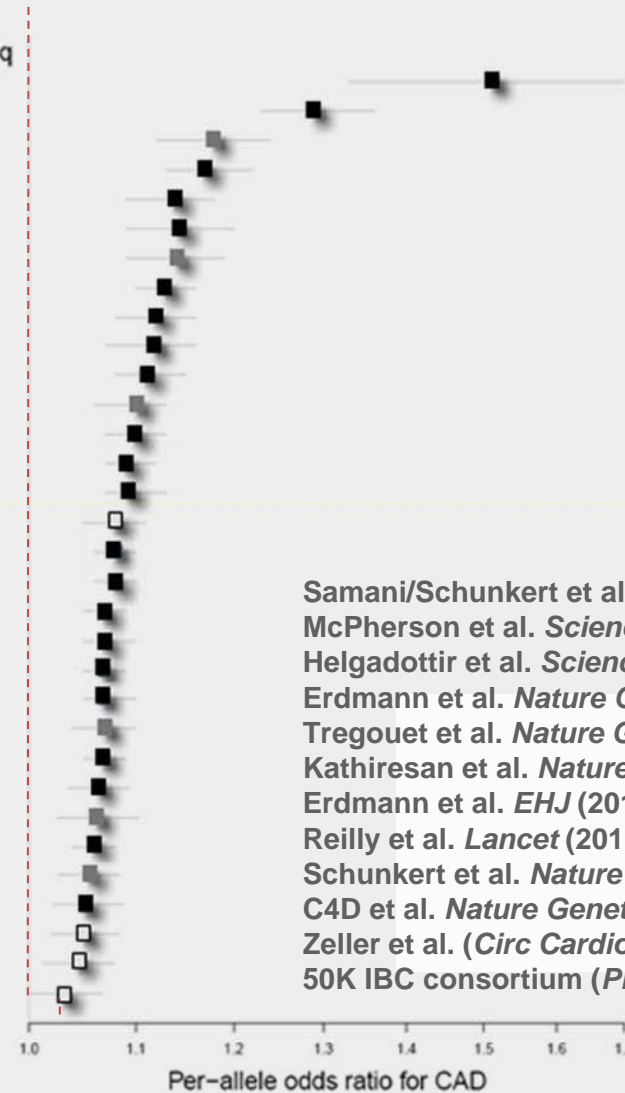 q
Samani/Schunkert et al
McPherson et al. Scienc
Helgadottir et al. Scienc
Erdmann et al. Nature G
Tregouet et al. Nature G
Kathiresan et al. Nature
Erdmann et al. EHJ (201
Reilly et al. Lancet (201
Schunkert et al. Nature
C4D et al. Nature Genet
Zeller et al. (Circ Cardio
50K IBC consortium (Pl
1.0 1.1 1.2 1.3 1.4 1.5 1.6
Per-allele odds ratio for CAD